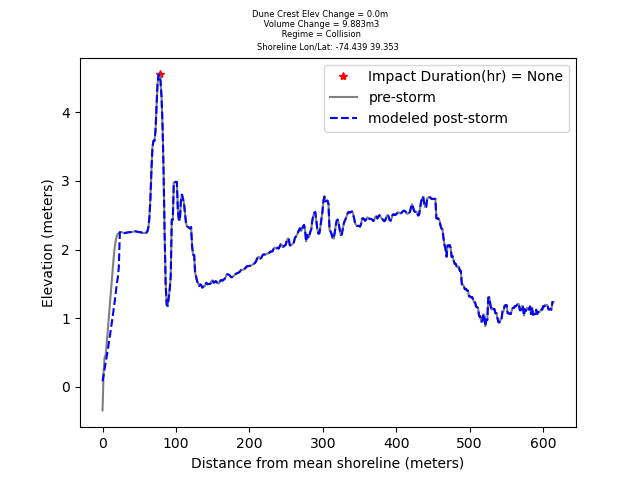 Dune Crest Elev Change = 0.0m
Volume Change = 9.883m3
Regime = Collision
Shoreline Lon/Lat: -74.439 39.353
Impact Duration(hr) = None
pre-storm
modeled post-storm
Elevation (meters)
4
3
2
1
0
0 100 200 300 400 500 600
Distance from mean shoreline (meters)